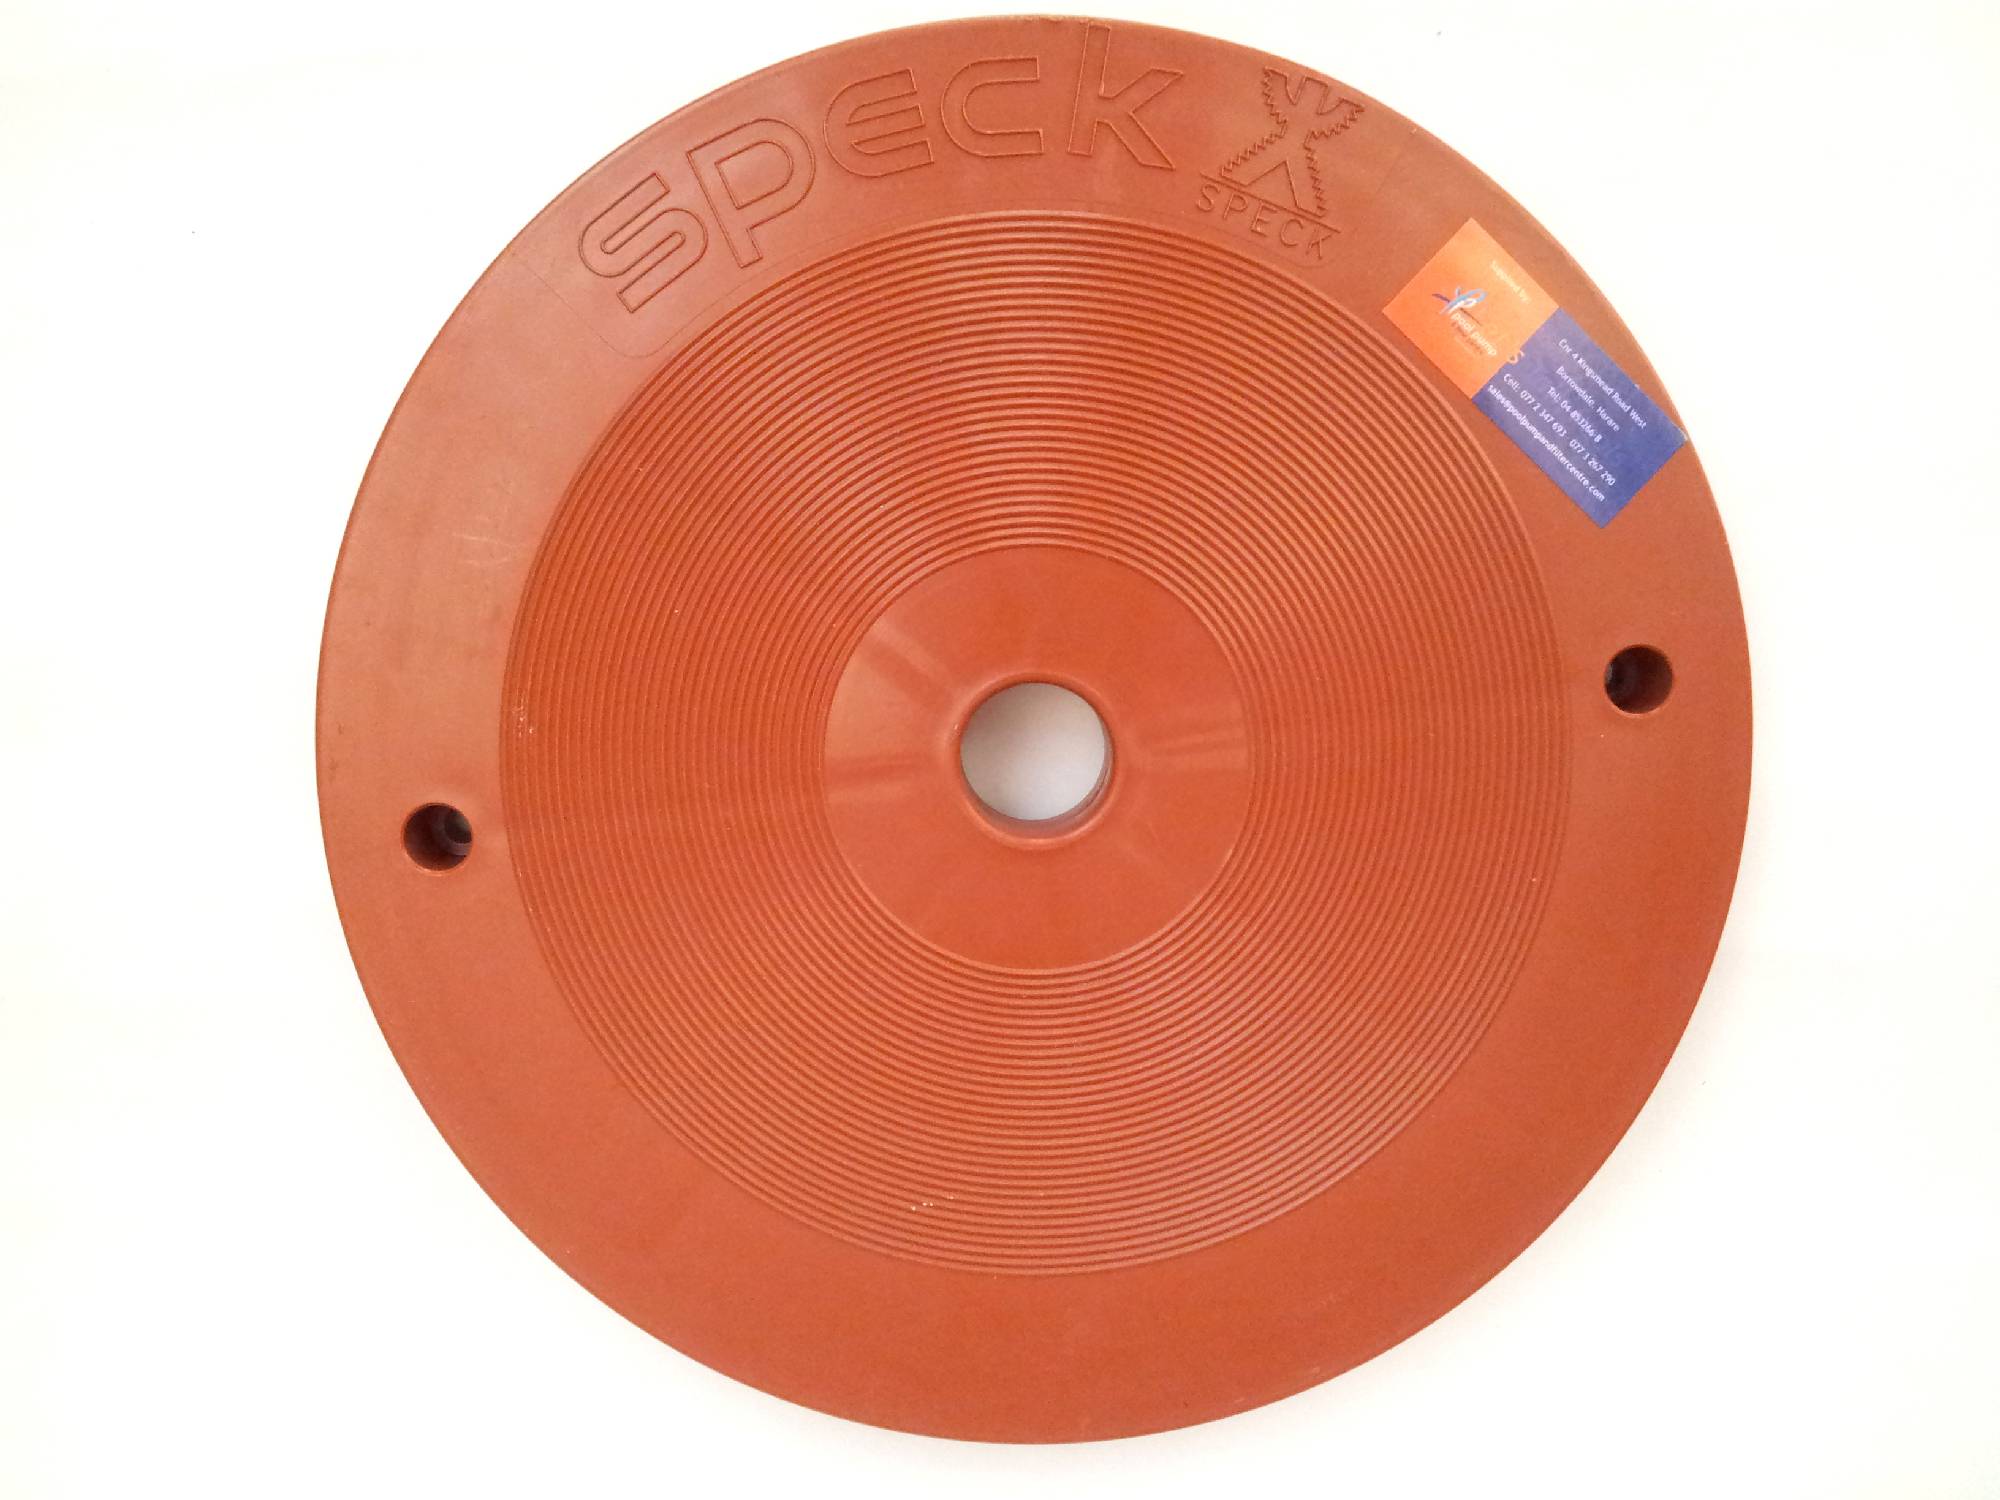 speck
SPECK
Supplied by:
pool pump
Cnr 4 Kingsmead Road West
Borrowdale, Harare
Tel: 04 853266-8
Cell: 077 2 347 693 077 3 267 290
sales@poolpumpandfiltercentre.com